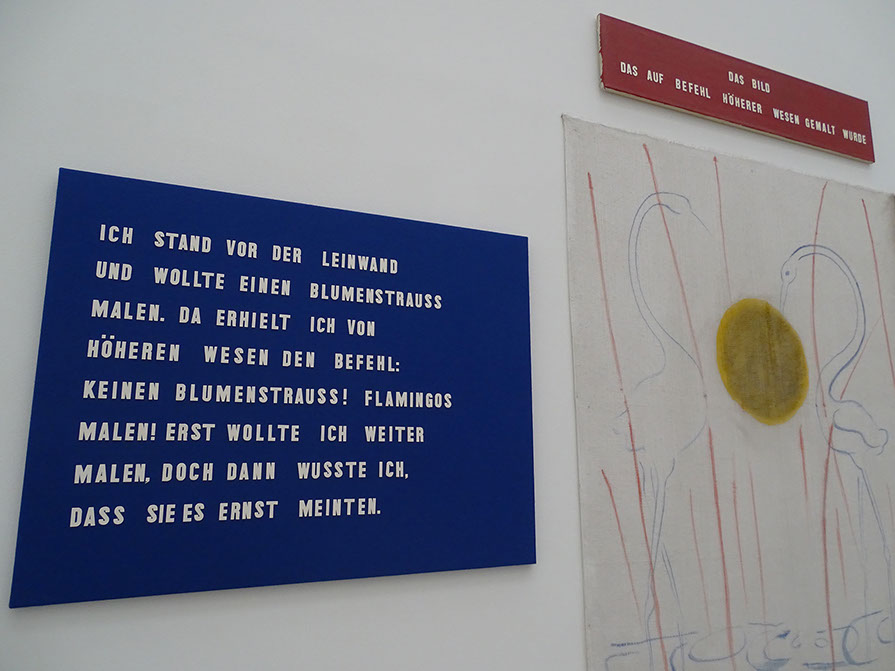 ICH STAND VOR DER LEINWAND
UND WOLLTE EINEN BLUMENSTRAUSS
MALEN. DA ERHIELT ICH VON
HÖHEREN WESEN DEN BEFEHL:
KEINEN BLUMENSTRAUSS! FLAMINGOS
MALEN! ERST WOLLTE ICH WEITER
MALEN, DOCH DANN WUSSTE ICH,
DASS SIE ES ERNST MEINTEN.
DAS BILD
DAS AUF BEFEHL HÖHERER WESEN GEMALT WURDE